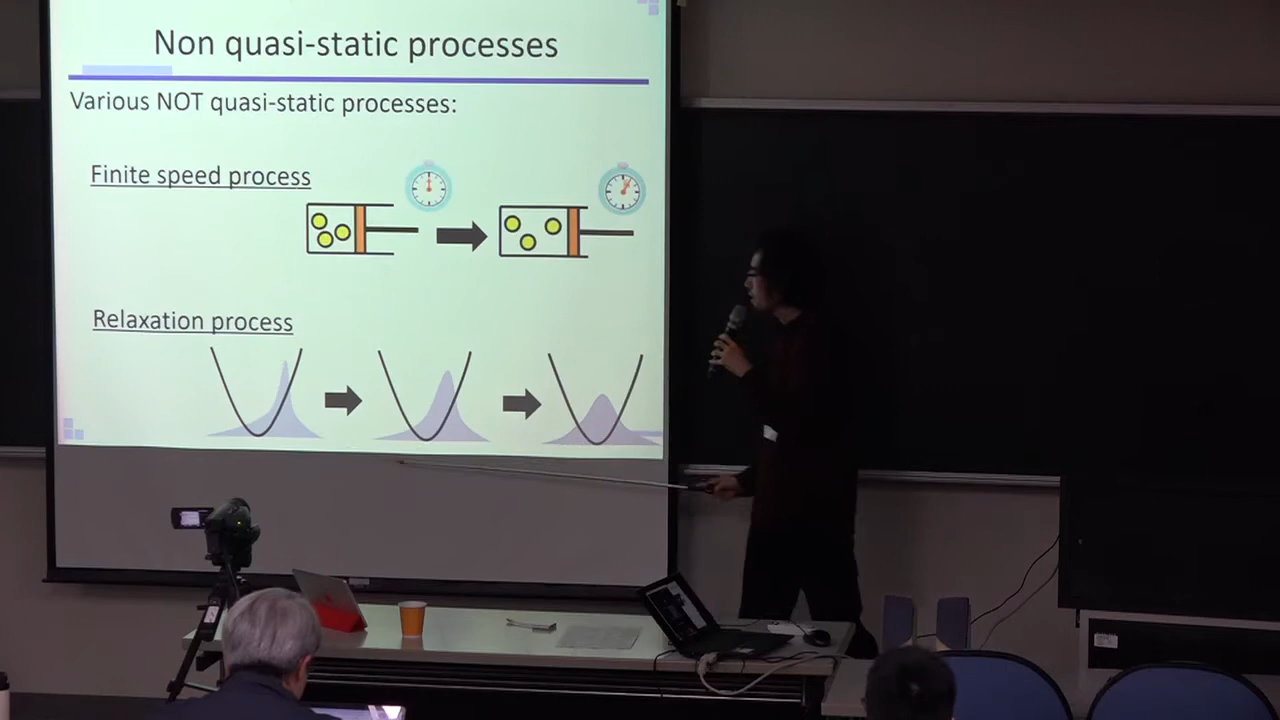 Non quasi-static processes
Various NOT quasi-static processes:
Finite speed process
Relaxation process